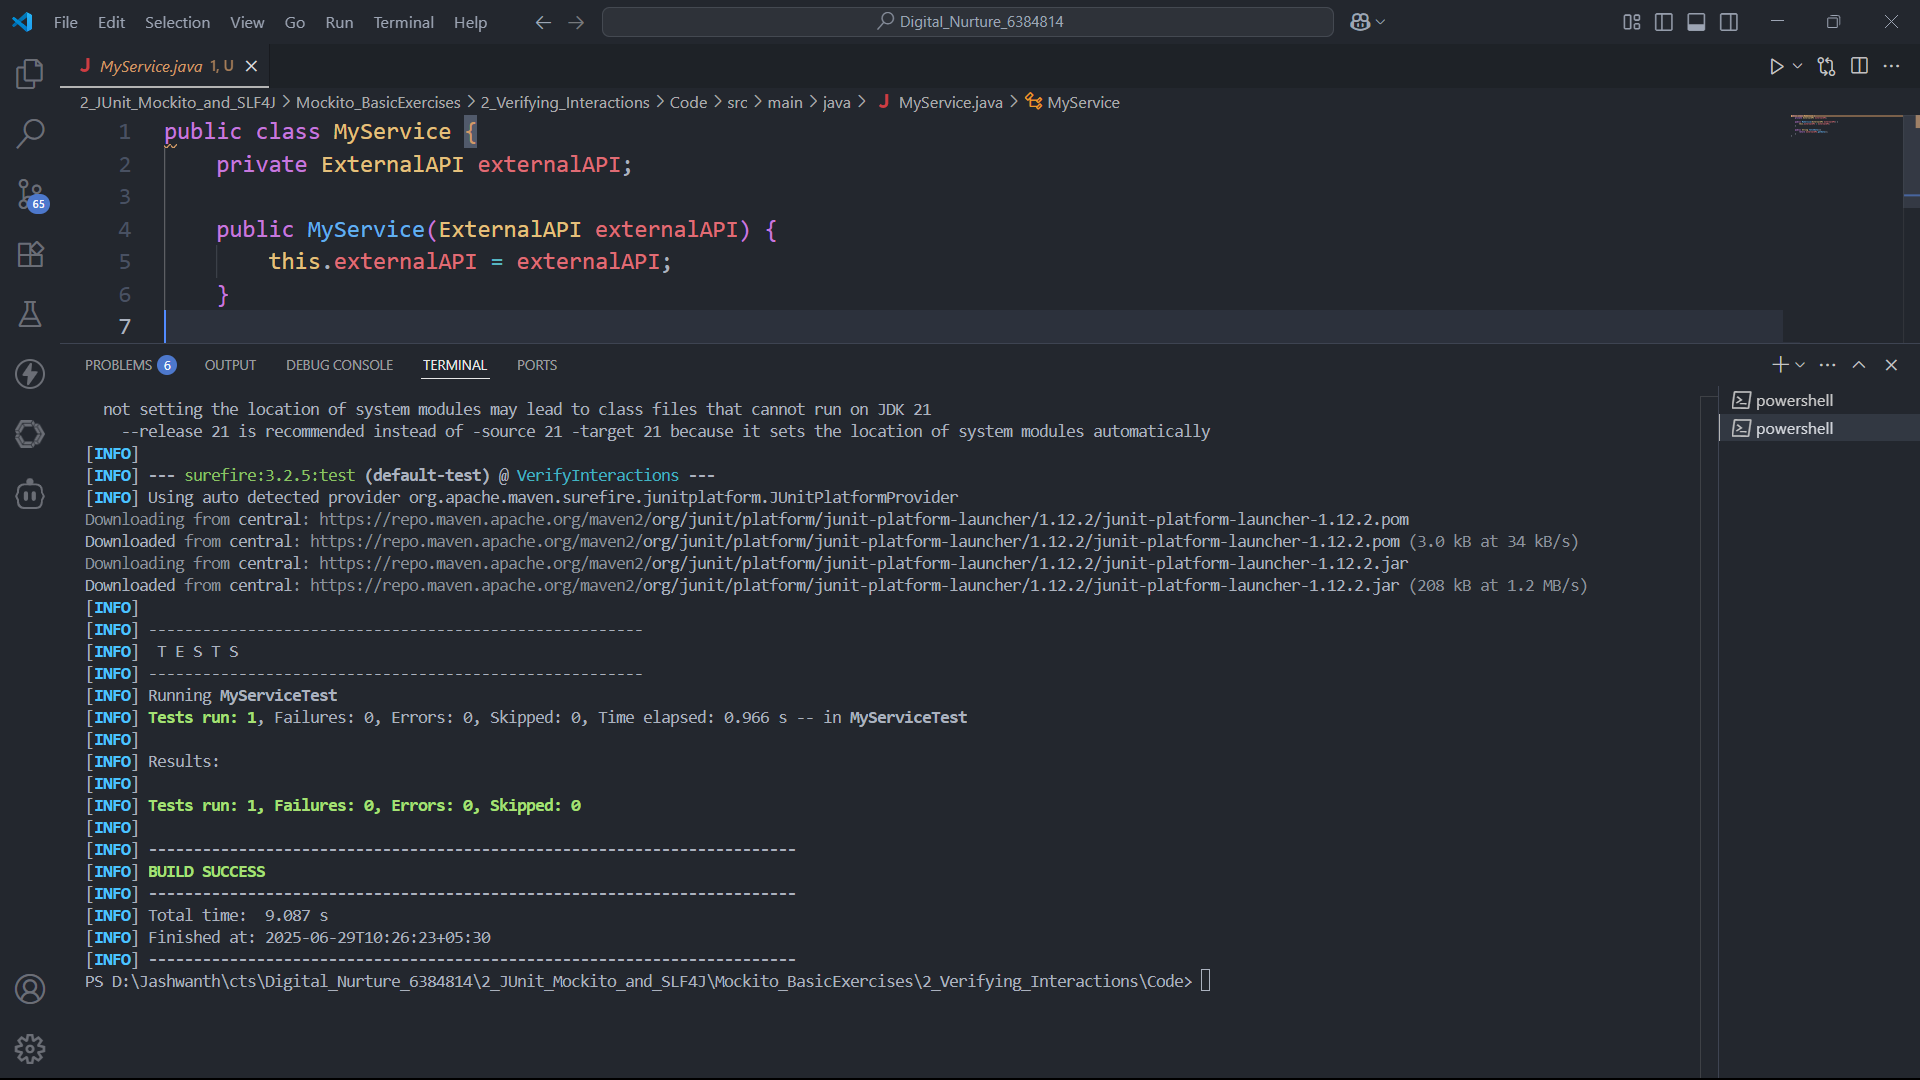 File Edit Selection View Go Run Terminal Help
Digital_Nurture_6384814
J MyService.java 1, U
2_JUnit_Mockito_and_SLF4J > Mockito_BasicExercises > 2_Verifying_Interactions > Code > src > main > java > J MyService.java > MyService
1 public class MyService {
2 private ExternalAPI externalAPI;
3
4 public MyService(ExternalAPI externalAPI) {
5 this.externalAPI = externalAPI;
6 }
7
65
PROBLEMS 6 OUTPUT DEBUG CONSOLE TERMINAL PORTS
powershell
powershell
not setting the location of system modules may lead to class files that cannot run on JDK 21
--release 21 is recommended instead of -source 21 -target 21 because it sets the location of system modules automatically
[INFO]
[INFO] --- surefire:3.2.5:test (default-test) @ VerifyInteractions ---
[INFO] Using auto detected provider org.apache.maven.surefire.junitplatform.JUnitPlatformProvider
Downloading from central: https://repo.maven.apache.org/maven2/org/junit/platform/junit-platform-launcher/1.12.2/junit-platform-launcher-1.12.2.pom
Downloaded from central: https://repo.maven.apache.org/maven2/org/junit/platform/junit-platform-launcher/1.12.2/junit-platform-launcher-1.12.2.pom (3.0 kB at 34 kB/s)
Downloading from central: https://repo.maven.apache.org/maven2/org/junit/platform/junit-platform-launcher/1.12.2/junit-platform-launcher-1.12.2.jar
Downloaded from central: https://repo.maven.apache.org/maven2/org/junit/platform/junit-platform-launcher/1.12.2/junit-platform-launcher-1.12.2.jar (208 kB at 1.2 MB/s)
[INFO]
[INFO] -------------------------------------------------------
[INFO] T E S T S
[INFO] -------------------------------------------------------
[INFO] Running MyServiceTest
[INFO] Tests run: 1, Failures: 0, Errors: 0, Skipped: 0, Time elapsed: 0.966 s -- in MyServiceTest
[INFO]
[INFO] Results:
[INFO]
[INFO] Tests run: 1, Failures: 0, Errors: 0, Skipped: 0
[INFO]
[INFO] ------------------------------------------------------------------------
[INFO] BUILD SUCCESS
[INFO] ------------------------------------------------------------------------
[INFO] Total time:  9.087 s
[INFO] Finished at: 2025-06-29T10:26:23+05:30
[INFO] ------------------------------------------------------------------------
PS D:\Jashwanth\cts\Digital_Nurture_6384814\2_JUnit_Mockito_and_SLF4J\Mockito_BasicExercises\2_Verifying_Interactions\Code>